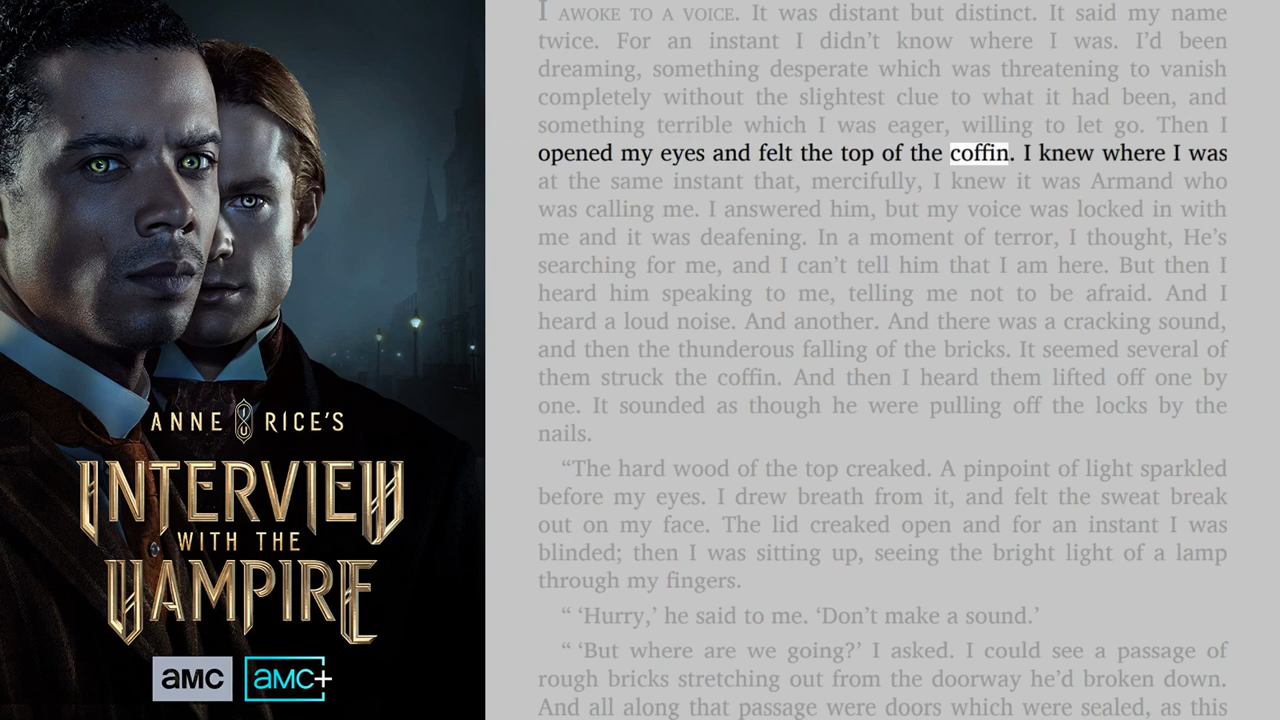 ANNE RICE'S
INTERVIEW
WITH THE
VAMPIRE
amc
amc+
I AWOKE TO A VOICE. It was distant but distinct. It said my name
twice. For an instant I didn’t know where I was. I’d been
dreaming, something desperate which was threatening to vanish
completely without the slightest clue to what it had been, and
something terrible which I was eager, willing to let go. Then I
opened my eyes and felt the top of the coffin. I knew where I was
at the same instant that, mercifully, I knew it was Armand who
was calling me. I answered him, but my voice was locked in with
me and it was deafening. In a moment of terror, I thought, He’s
searching for me, and I can’t tell him that I am here. But then I
heard him speaking to me, telling me not to be afraid. And I
heard a loud noise. And another. And there was a cracking sound,
and then the thunderous falling of the bricks. It seemed several of
them struck the coffin. And then I heard them lifted off one by
one. It sounded as though he were pulling off the locks by the
nails.
“The hard wood of the top creaked. A pinpoint of light sparkled
before my eyes. I drew breath from it, and felt the sweat break
out on my face. The lid creaked open and for an instant I was
blinded; then I was sitting up, seeing the bright light of a lamp
through my fingers.
“ ‘Hurry,’ he said to me. ‘Don’t make a sound.’
“ ‘But where are we going?’ I asked. I could see a passage of
rough bricks stretching out from the doorway he’d broken down.
And all along that passage were doors which were sealed, as this